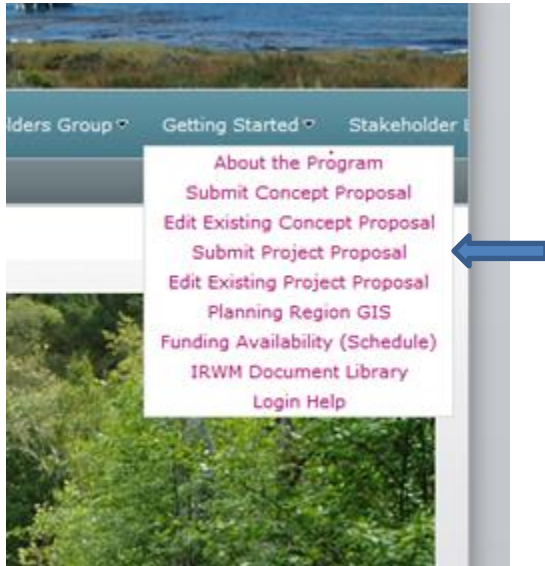 lders Group Getting Started Stakeholder
About the Program
Submit Concept Proposal
Edit Existing Concept Proposal
Submit Project Proposal
Edit Existing Project Proposal
Planning Region GIS
Funding Availability (Schedule)
IRWM Document Library
Login Help